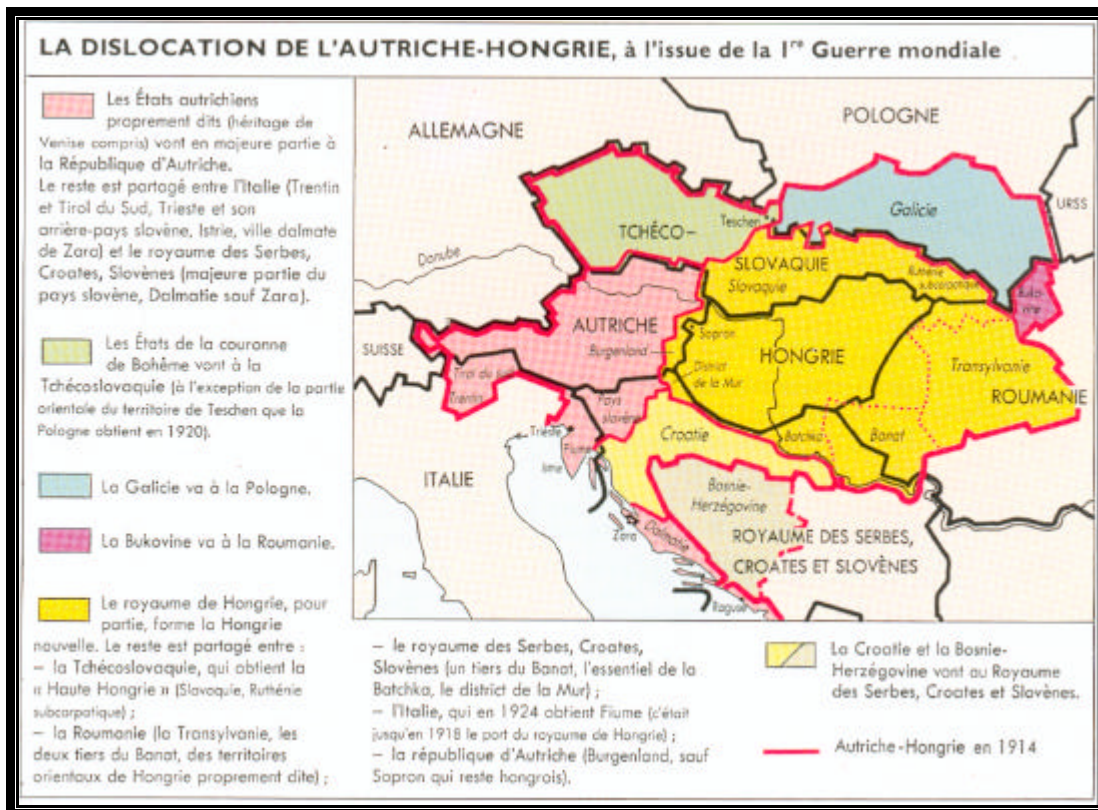 LA DISLOCATION DE L'AUTRICHE-HONGRIE, à l'issue de la 1re Guerre mondiale
Les États autrichiens
proprement dits (héritage de
Venise compris) vont en majeure partie à
la République d'Autriche.
Le reste est partagé entre l'Italie (Trentin
et Tirol du Sud, Trieste et son
arrière-pays slovène, Istrie, ville dalmate
de Zara) et le royaume des Serbes,
Croates, Slovènes (majeure partie du
pays slovène, Dalmatie sauf Zara).
Les États de la couronne
de Bohême vont à la
Tchécoslovaquie (à l'exception de la partie
orientale du territoire de Teschen que la
Pologne obtient en 1920).
La Galicie va à la Pologne.
La Bukovine va à la Roumanie.
Le royaume de Hongrie, pour
partie, forme la Hongrie
nouvelle. Le reste est partagé entre :
– la Tchécoslovaquie, qui obtient la
« Haute Hongrie » (Slovaquie, Ruthénie
subcarpatique) ;
– la Roumanie (la Transylvanie, les
deux tiers du Banat, des territoires
orientaux de Hongrie proprement dite) ;
– le royaume des Serbes, Croates,
Slovènes (un tiers du Banat, l'essentiel de la
Batchka, le district de la Mur) ;
– l'Italie, qui en 1924 obtient Fiume (c'était
jusqu'en 1918 le port du royaume de Hongrie) ;
– la république d'Autriche (Burgenland, sauf
Sopron qui reste hongrois).
La Croatie et la Bosnie-
Herzégovine vont au Royaume
des Serbes, Croates et Slovènes.
Autriche-Hongrie en 1914
ALLEMAGNE
POLOGNE
URSS
Galicie
Teschen
TCHÉCO–
SLOVAQUIE
Slovaquie
Ruthénie
subcarpatique
Danube
AUTRICHE
Sopron
Burgenland
HONGRIE
District
de la Mur
Transylvanie
ROUMANIE
SUISSE
Tirol du Sud
Trentin
Pays
slovène
Croatie
Batchka
Banat
Trieste
Fiume
ITALIE
Bosnie-
Herzégovine
Zara
Dalmatie
ROYAUME DES SERBES,
CROATES ET SLOVÈNES
Raguse